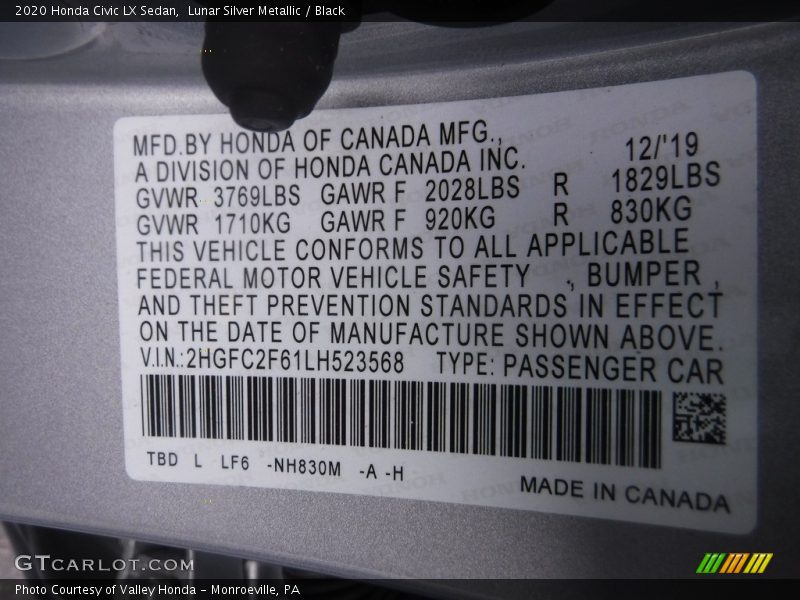 2020 Honda Civic LX Sedan,  Lunar Silver Metallic / Black
MFD.BY HONDA OF CANADA MFG.,
A DIVISION OF HONDA CANADA INC. 12/'19
GVWR 3769LBS GAWR F 2028LBS R 1829LBS
GVWR 1710KG GAWR F 920KG R 830KG
THIS VEHICLE CONFORMS TO ALL APPLICABLE
FEDERAL MOTOR VEHICLE SAFETY , BUMPER ,
AND THEFT PREVENTION STANDARDS IN EFFECT
ON THE DATE OF MANUFACTURE SHOWN ABOVE.
V.I.N.:2HGFC2F61LH523568 TYPE: PASSENGER CAR
TBD L LF6 -NH830M -A -H
MADE IN CANADA
GTCARLOT.COM
Photo Courtesy of Valley Honda - Monroeville, PA